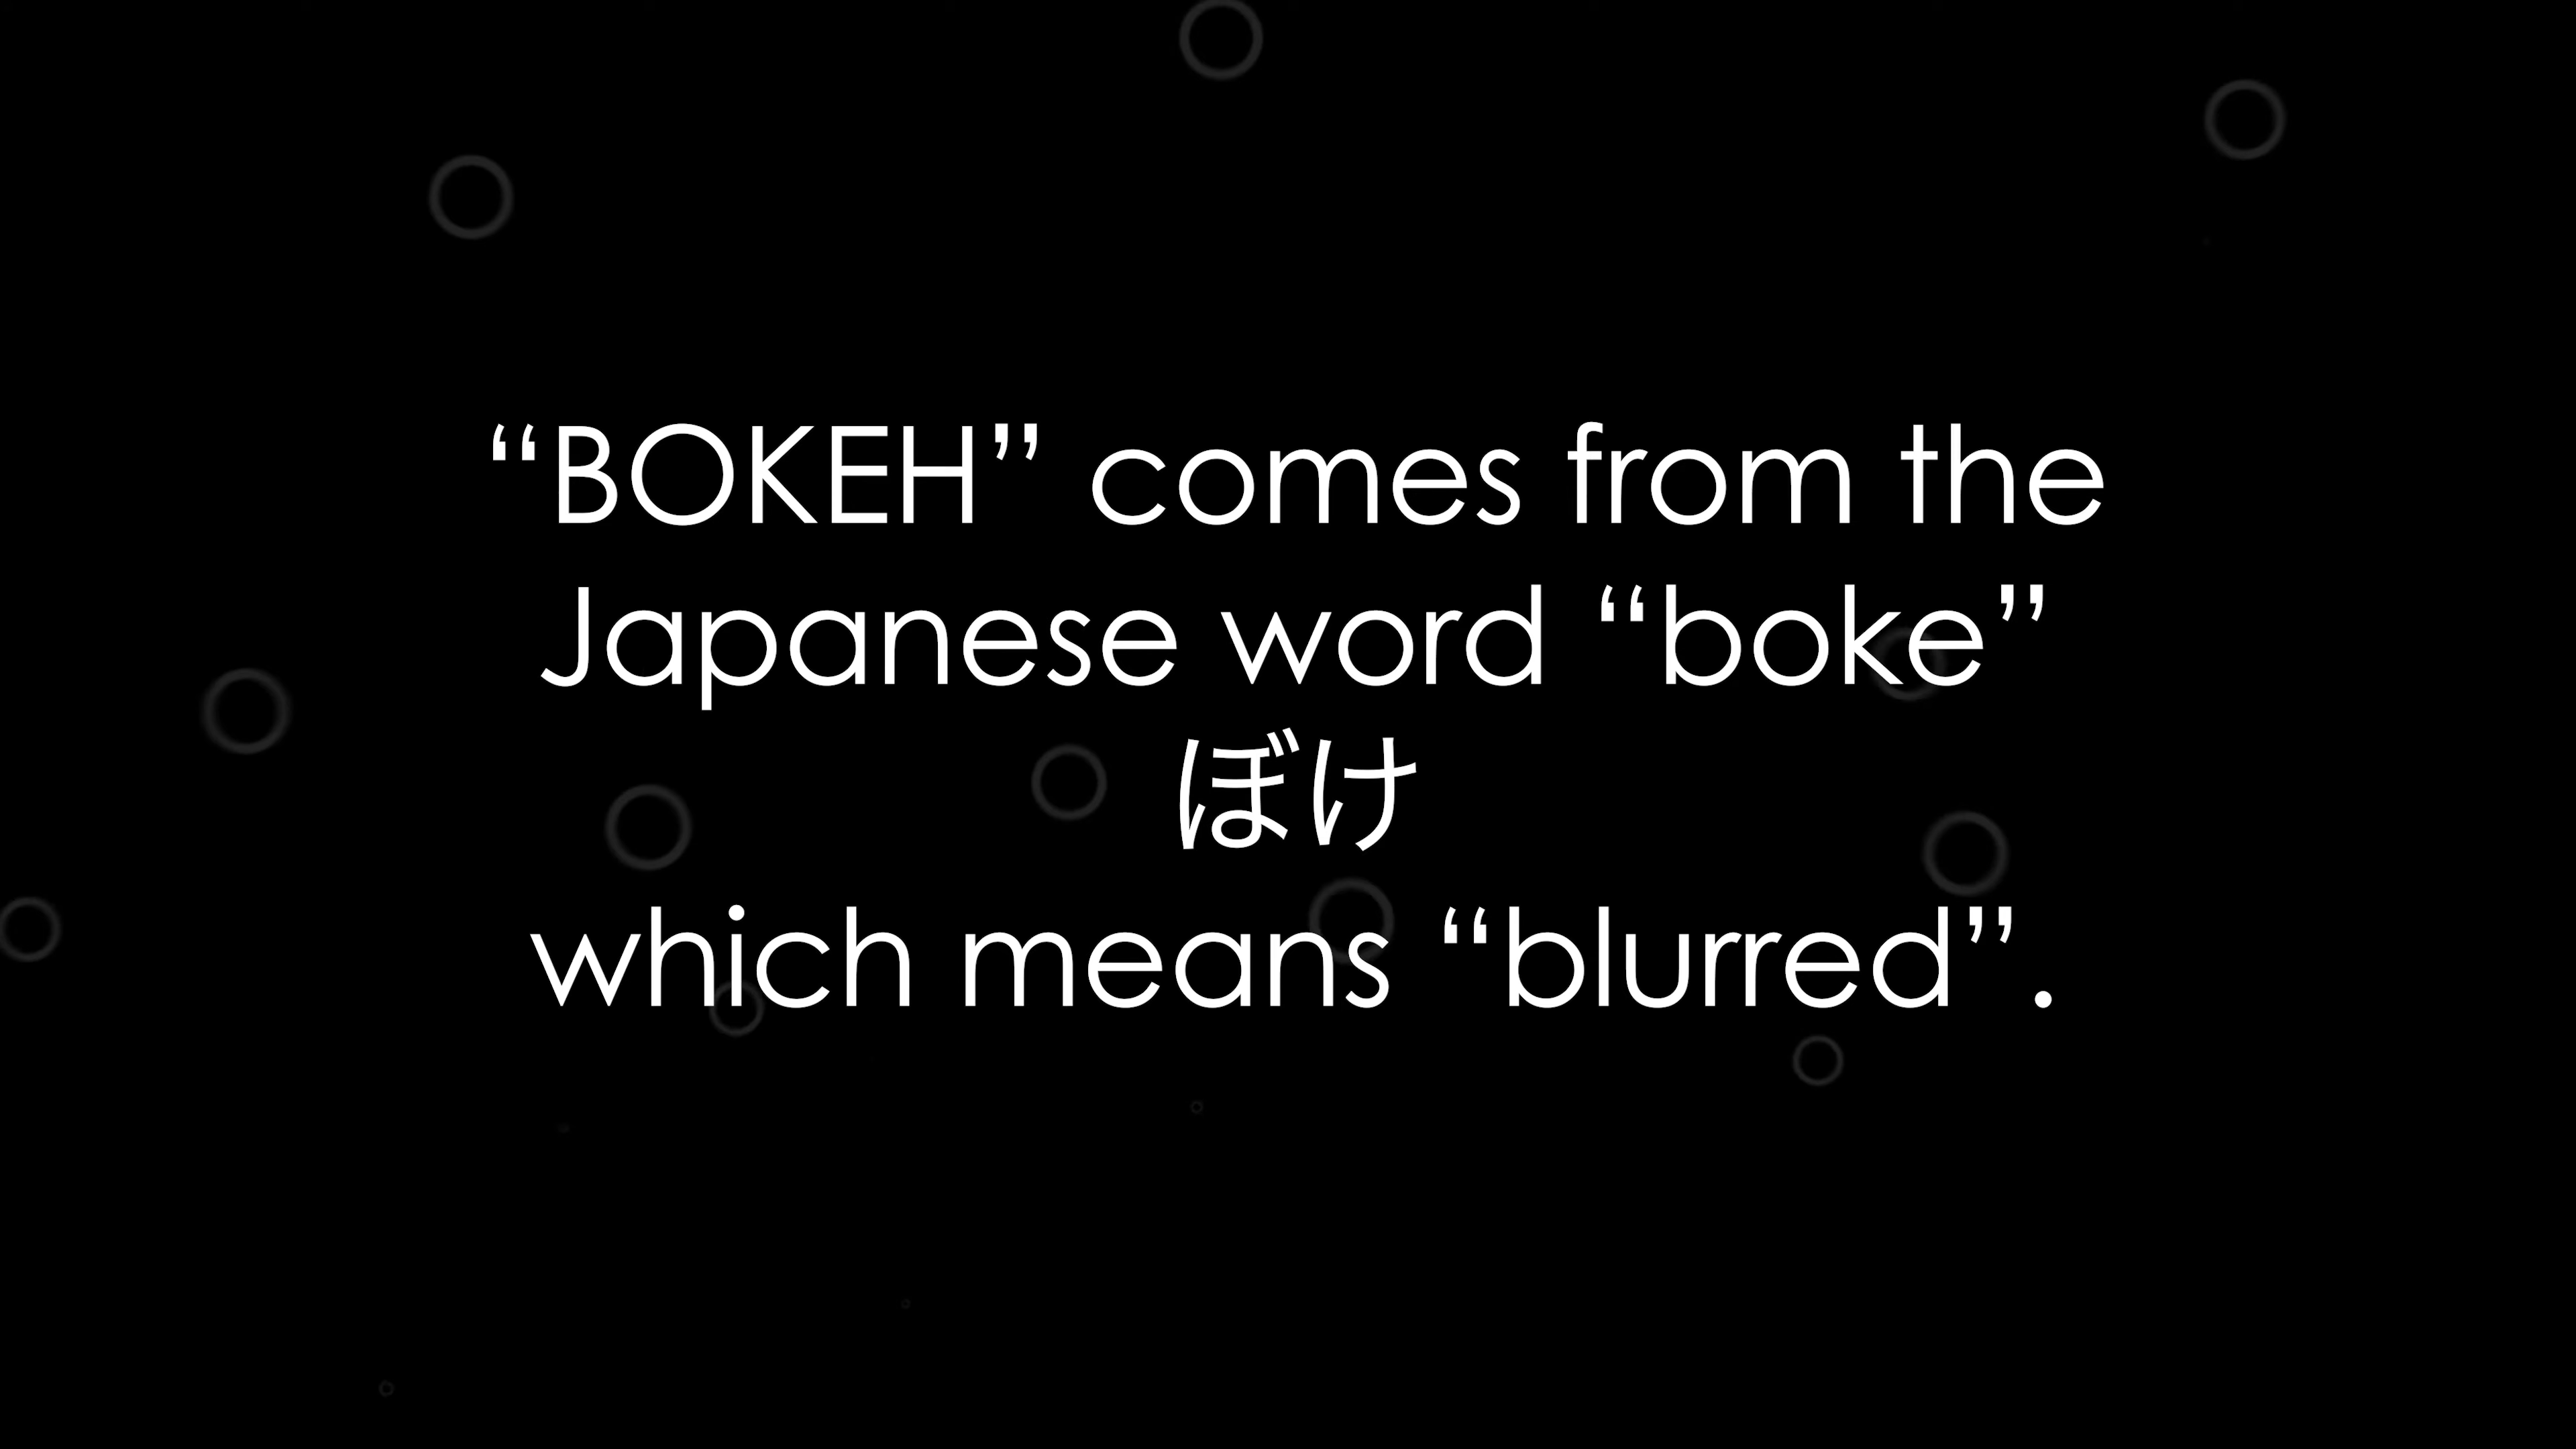 “BOKEH” comes from the
Japanese word “boke”
ぼけ
which means “blurred”.